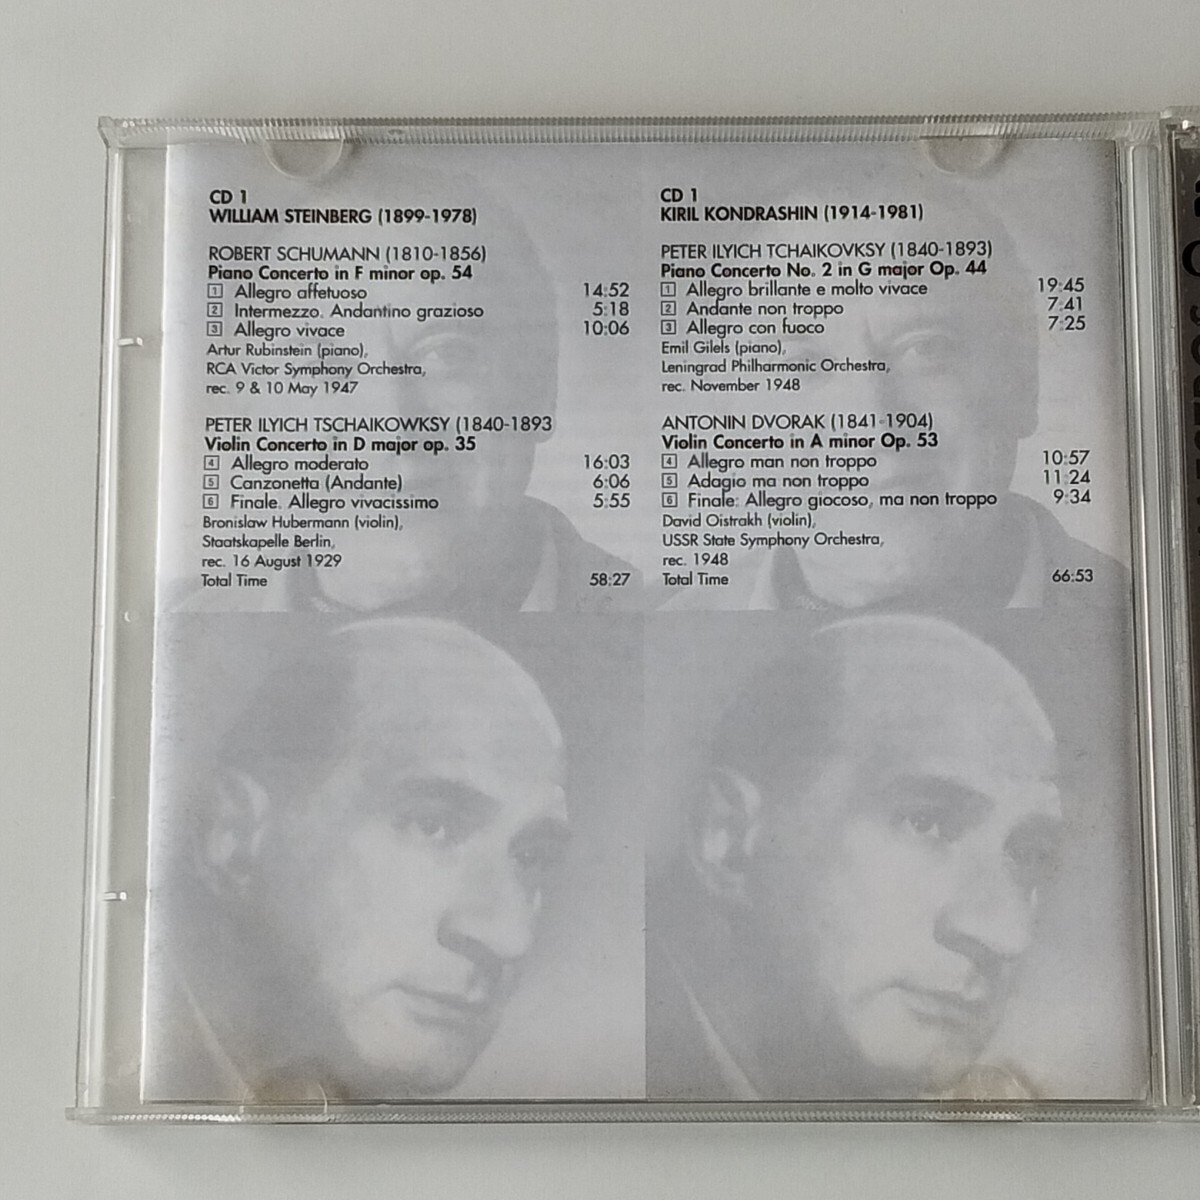 CD 1
WILLIAM STEINBERG (1899-1978)
ROBERT SCHUMANN (1810-1856)
Piano Concerto in F minor op. 54
1 Allegro affetuoso 14:52
2 Intermezzo. Andantino grazioso 5:18
3 Allegro vivace 10:06
Artur Rubinstein (piano),
RCA Victor Symphony Orchestra,
rec. 9 & 10 May 1947
PETER ILYICH TSCHAIKOWKSY (1840-1893
Violin Concerto in D major op. 35
4 Allegro moderato 16:03
5 Canzonetta (Andante) 6:06
6 Finale. Allegro vivacissimo 5:55
Bronislaw Hubermann (violin),
Staatskapelle Berlin,
rec. 16 August 1929
Total Time 58:27
CD 1
KIRIL KONDRASHIN (1914-1981)
PETER ILYICH TCHAIKOVKSY (1840-1893)
Piano Concerto No. 2 in G major Op. 44
1 Allegro brillante e molto vivace 19:45
2 Andante non troppo 7:41
3 Allegro con fuoco 7:25
Emil Gilels (piano),
Leningrad Philharmonic Orchestra,
rec. November 1948
ANTONIN DVORAK (1841-1904)
Violin Concerto in A minor Op. 53
4 Allegro man non troppo 10:57
5 Adagio ma non troppo 11:24
6 Finale: Allegro giocoso, ma non troppo 9:34
David Oistrakh (violin),
USSR State Symphony Orchestra,
rec. 1948
Total Time 66:53